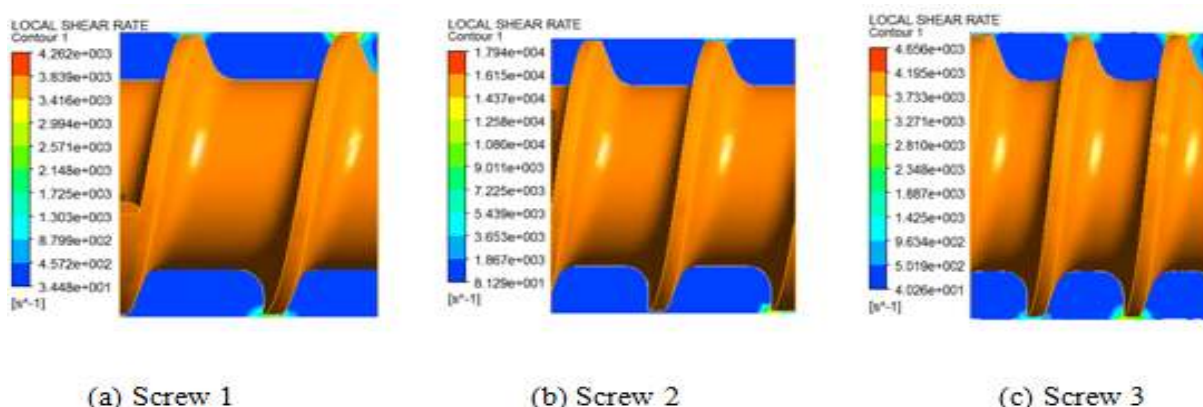 LOCAL SHEAR RATE
Contour 1
4.262e+003
3.839e+003
3.416e+003
2.994e+003
2.571e+003
2.148e+003
1.725e+003
1.303e+003
8.799e+002
4.572e+002
3.448e+001
[s^-1]
(a) Screw 1
LOCAL SHEAR RATE
Contour 1
1.794e+004
1.615e+004
1.437e+004
1.258e+004
1.080e+004
9.011e+003
7.225e+003
5.439e+003
3.653e+003
1.867e+003
8.129e+001
[s^-1]
(b) Screw 2
LOCAL SHEAR RATE
Contour 1
4.656e+003
4.195e+003
3.733e+003
3.271e+003
2.810e+003
2.348e+003
1.887e+003
1.425e+003
9.634e+002
5.019e+002
4.026e+001
[s^-1]
(c) Screw 3